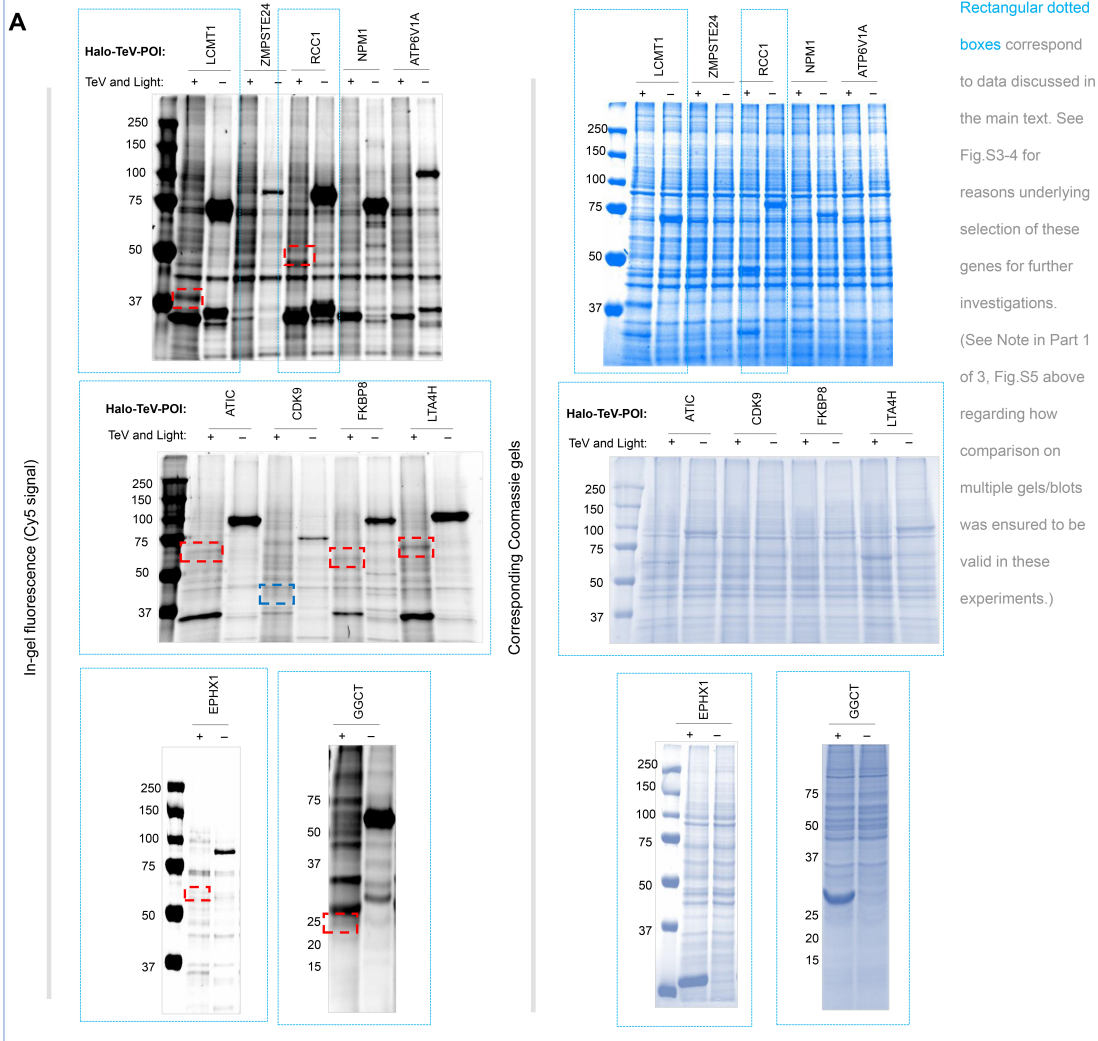 A
Halo-TeV-POI:
LCMT1
ZMPSTE24
RCC1
NPM1
ATP6V1A
TeV and Light:
+ – + – + – + – + –
250
150
100
75
50
37
LCMT1
ZMPSTE24
RCC1
NPM1
ATP6V1A
+ – + – + – + – + –
250
150
100
75
50
37
Halo-TeV-POI:
ATIC
CDK9
FKBP8
LTA4H
TeV and Light:
+ – + – + – + –
250
150
100
75
50
37
Halo-TeV-POI:
ATIC
CDK9
FKBP8
LTA4H
TeV and Light:
+ – + – + – + –
250
150
100
75
50
37
EPHX1
+ –
250
150
100
75
50
37
GGCT
+ –
75
50
37
25
20
15
EPHX1
+ –
250
150
100
75
50
37
GGCT
+ –
75
50
37
25
20
15
In-gel fluorescence (Cy5 signal)
Corresponding Coomassie gels
Rectangular dotted
boxes correspond
to data discussed in
the main text. See
Fig.S3-4 for
reasons underlying
selection of these
genes for further
investigations.
(See Note in Part 1
of 3, Fig.S5 above
regarding how
comparison on
multiple gels/blots
was ensured to be
valid in these
experiments.)